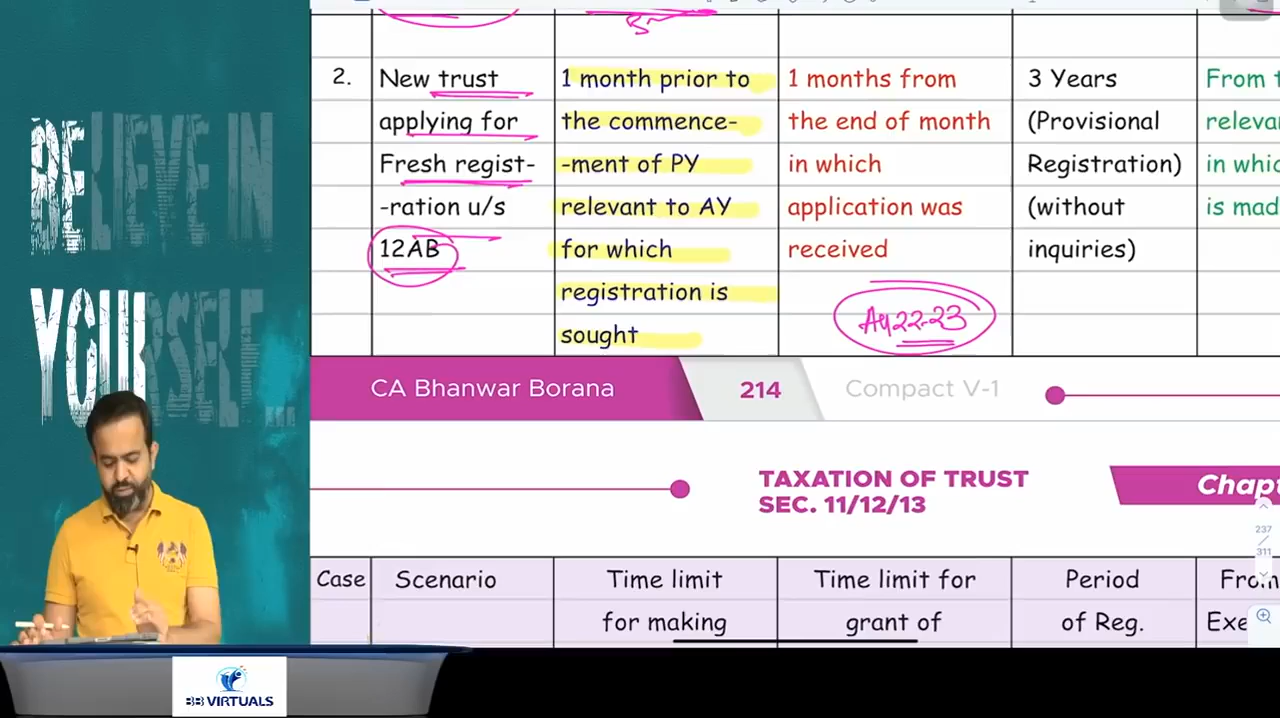 BELIEVE IN
YOURSELF...
2.
New trust
applying for
Fresh regist-
-ration u/s
12AB
1 month prior to
the commence-
-ment of PY
relevant to AY
for which
registration is
sought
1 months from
the end of month
in which
application was
received
AY 22-23
3 Years
(Provisional
Registration)
(without
inquiries)
From t
releva
in whic
is mad
CA Bhanwar Borana
214
Compact V-1
TAXATION OF TRUST
SEC. 11/12/13
Chapt
237
/
311
Case
Scenario
Time limit
for making
Time limit for
grant of
Period
of Reg.
From
Exe
BB VIRTUALS